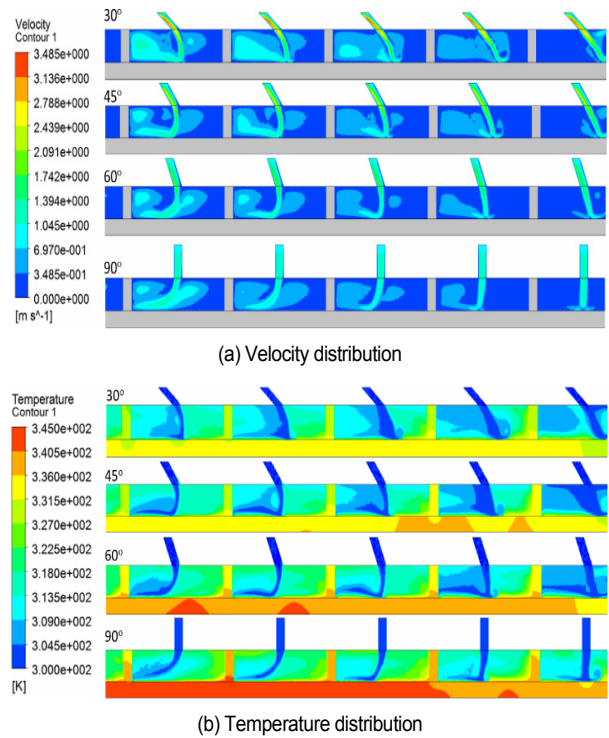 Velocity
Contour 1
3.485e+000
3.136e+000
2.788e+000
2.439e+000
2.091e+000
1.742e+000
1.394e+000
1.045e+000
6.970e-001
3.485e-001
0.000e+000
[m s^-1]
30°
45°
60°
90°
(a) Velocity distribution
Temperature
Contour 1
3.450e+002
3.405e+002
3.360e+002
3.315e+002
3.270e+002
3.225e+002
3.180e+002
3.135e+002
3.090e+002
3.045e+002
3.000e+002
[K]
30°
45°
60°
90°
(b) Temperature distribution